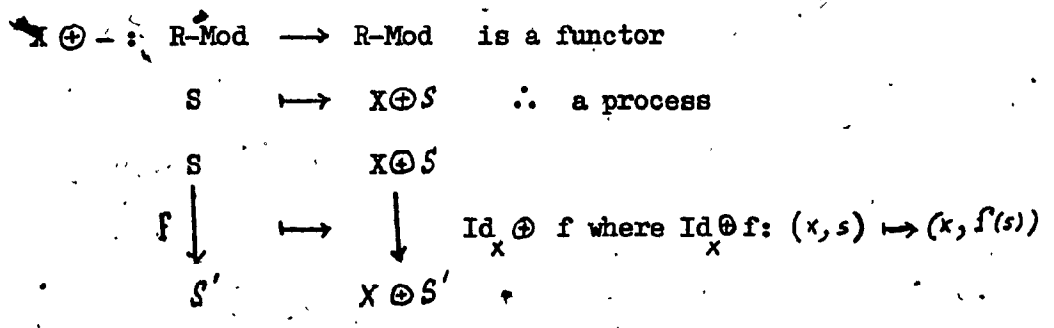 X ⊕ – : R-Mod ⟶ R-Mod is a functor
S ⟼ X⊕S ∴ a process
S X⊕S
f ↓ ⟼ ↓ Id_X ⊕ f where Id_X ⊕ f: (x,s) ↦ (x, f(s))
S' X ⊕ S'